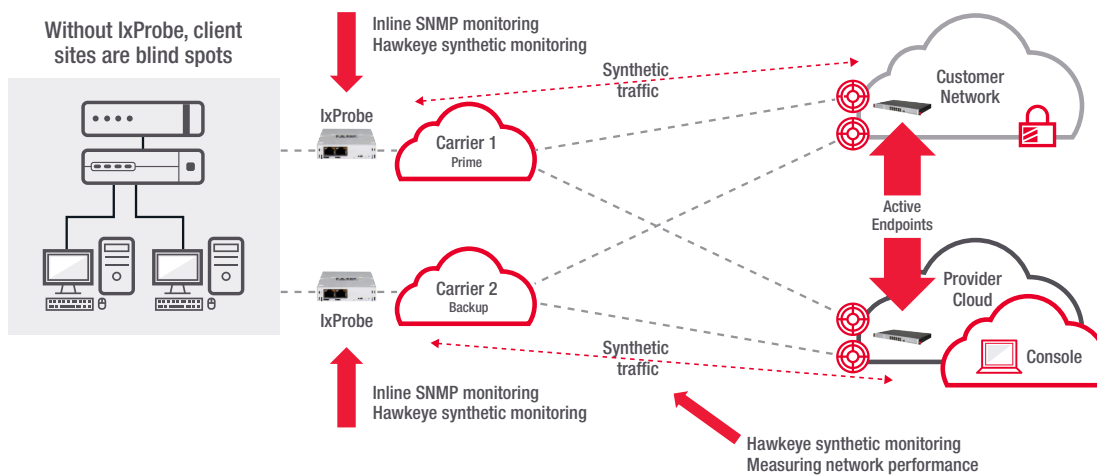 Without IxProbe, client
sites are blind spots
Inline SNMP monitoring
Hawkeye synthetic monitoring
IxProbe
Carrier 1
Prime
Synthetic
traffic
Customer
Network
Active
Endpoints
Carrier 2
Backup
IxProbe
Provider
Cloud
Console
Synthetic
traffic
Inline SNMP monitoring
Hawkeye synthetic monitoring
Hawkeye synthetic monitoring
Measuring network performance